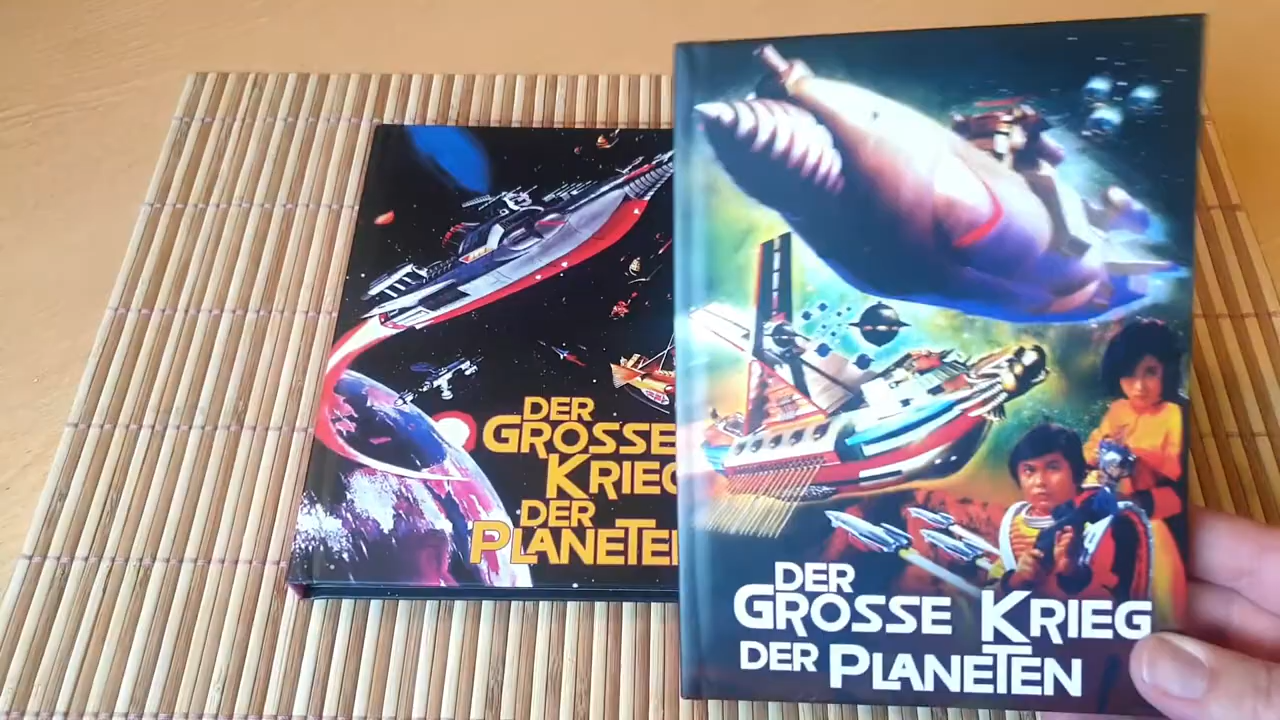 DER
GROSSE
KRIEG
DER
PLANETEN
DER
GROSSE KRIEG
DER PLANETEN